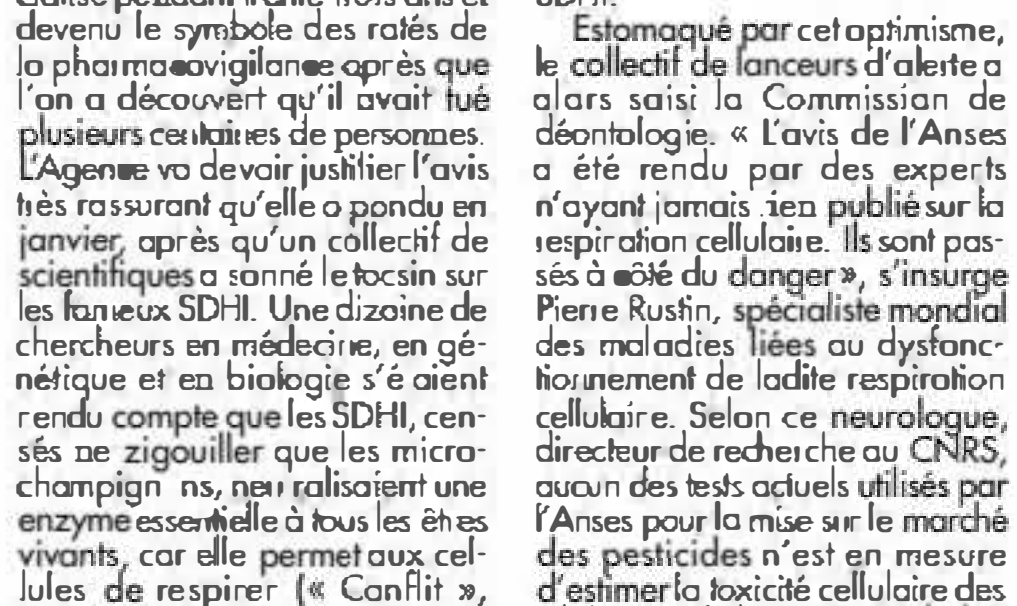 devenu le symbole des ratés de
la pharmacovigilance après que
l'on a découvert qu'il avait tué
plusieurs centaines de personnes.
L'Agence va devoir justifier l'avis
très rassurant qu'elle a pondu en
janvier, après qu'un collectif de
scientifiques a sonné le tocsin sur
les fameux SDHI. Une dizaine de
chercheurs en médecine, en gé-
nétique et en biologie s'étaient
rendu compte que les SDHI, cen-
sés ne zigouiller que les micro-
champignons, neutralisaient une
enzyme essentielle à tous les êtres
vivants, car elle permet aux cel-
lules de respirer (« Conflit »,
Estomaqué par cet optimisme,
le collectif de lanceurs d'alerte a
alors saisi la Commission de
déontologie. « L'avis de l'Anses
a été rendu par des experts
n'ayant jamais rien publié sur la
respiration cellulaire. Ils sont pas-
sés à côté du danger », s'insurge
Pierre Rustin, spécialiste mondial
des maladies liées au dysfonc-
tionnement de ladite respiration
cellulaire. Selon ce neurologue,
directeur de recherche au CNRS,
aucun des tests actuels utilisés par
l'Anses pour la mise sur le marché
des pesticides n'est en mesure
d'estimer la toxicité cellulaire des